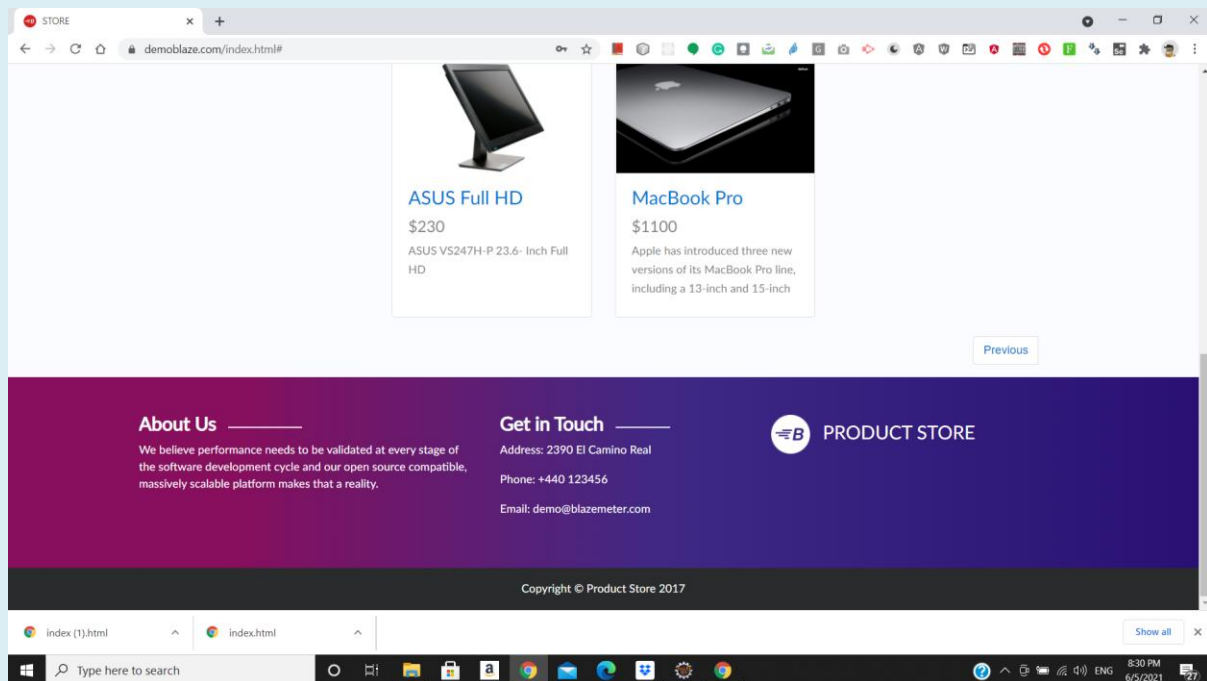 STORE
demoblaze.com/index.html#
ASUS Full HD
$230
ASUS VS247H-P 23.6- Inch Full
HD
MacBook Pro
$1100
Apple has introduced three new
versions of its MacBook Pro line,
including a 13-inch and 15-inch
Previous
About Us
We believe performance needs to be validated at every stage of
the software development cycle and our open source compatible,
massively scalable platform makes that a reality.
Get in Touch
Address: 2390 El Camino Real
Phone: +440 123456
Email: demo@blazemeter.com
B PRODUCT STORE
Copyright © Product Store 2017
index (1).html
index.html
Show all
Type here to search
a
ENG
8:30 PM
6/5/2021
27